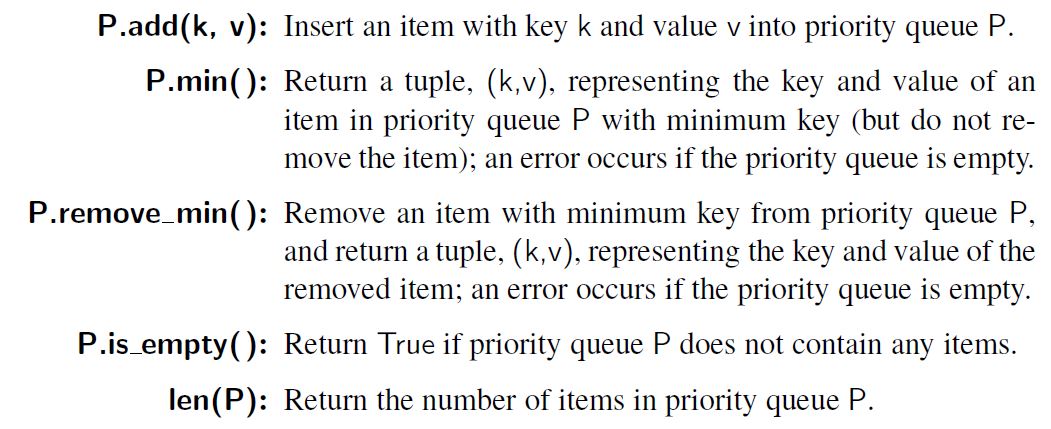 P.add(k, v): Insert an item with key k and value v into priority queue P.
P.min(): Return a tuple, (k,v), representing the key and value of an
item in priority queue P with minimum key (but do not re-
move the item); an error occurs if the priority queue is empty.
P.remove_min(): Remove an item with minimum key from priority queue P,
and return a tuple, (k,v), representing the key and value of the
removed item; an error occurs if the priority queue is empty.
P.is_empty(): Return True if priority queue P does not contain any items.
len(P): Return the number of items in priority queue P.